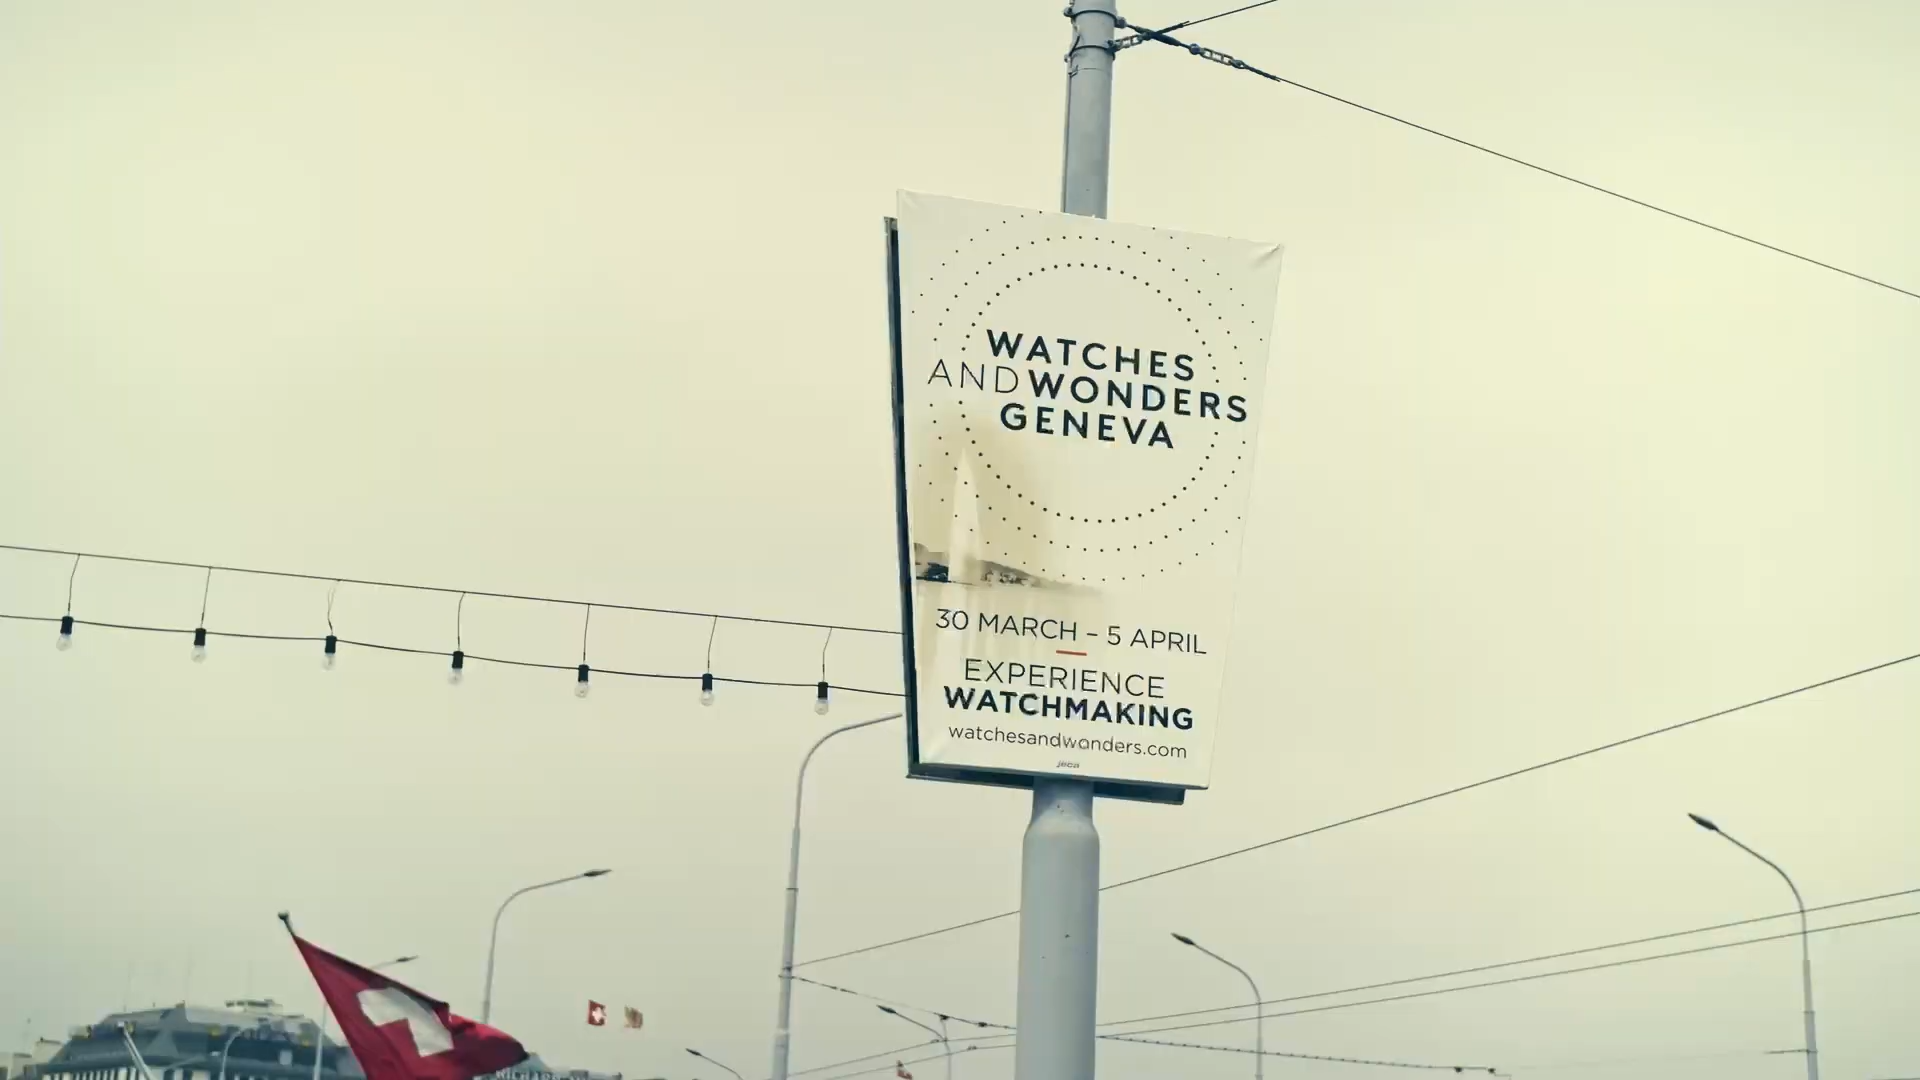 WATCHES
AND WONDERS
GENEVA
30 MARCH – 5 APRIL
EXPERIENCE
WATCHMAKING
watchesandwonders.com